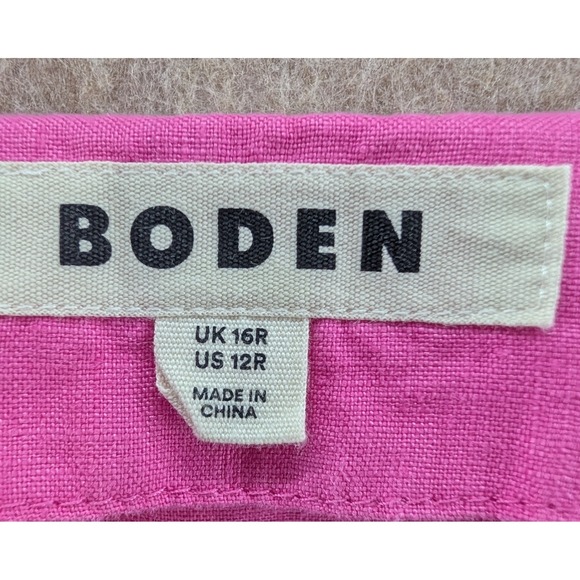 BODEN
UK 16R
US 12R
MADE IN
CHINA